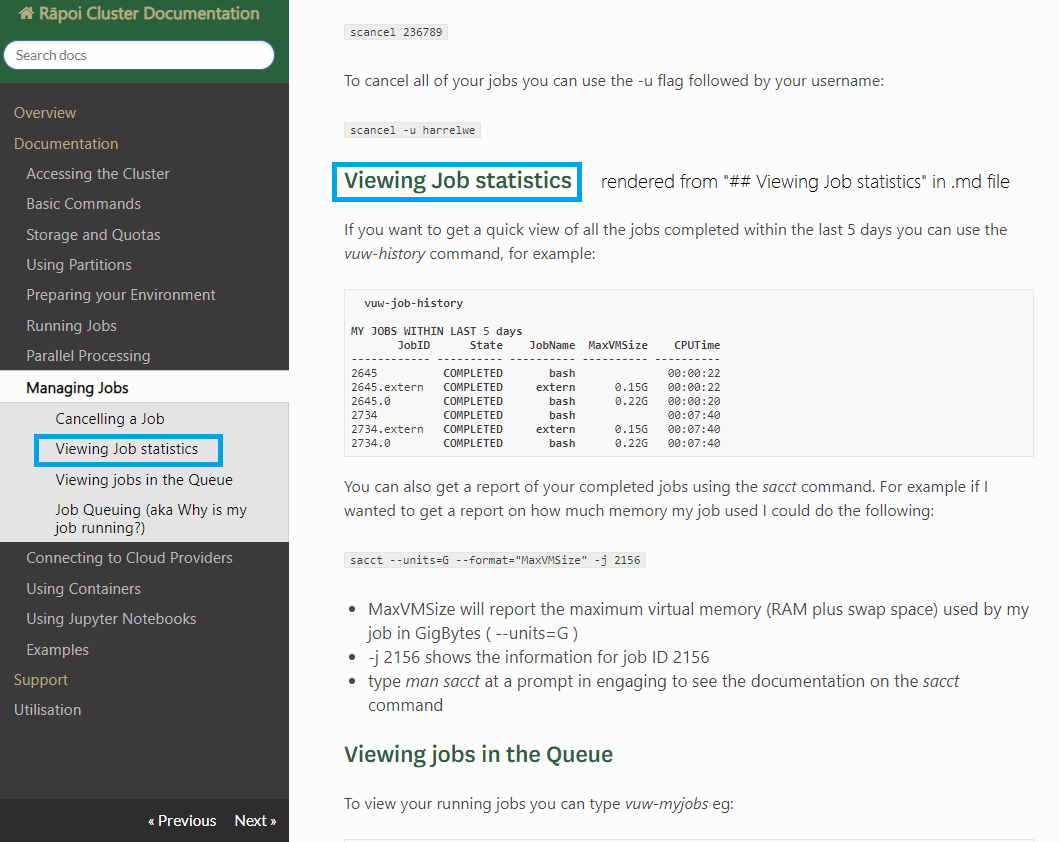 Rāpoi Cluster Documentation
Search docs
Overview
Documentation
Accessing the Cluster
Basic Commands
Storage and Quotas
Using Partitions
Preparing your Environment
Running Jobs
Parallel Processing
Managing Jobs
Cancelling a Job
Viewing Job statistics
Viewing jobs in the Queue
Job Queuing (aka Why is my
job running?)
Connecting to Cloud Providers
Using Containers
Using Jupyter Notebooks
Examples
Support
Utilisation
« Previous Next »
scancel 236789
To cancel all of your jobs you can use the -u flag followed by your username:
scancel -u harrelwe
Viewing Job statistics rendered from "## Viewing Job statistics" in .md file
If you want to get a quick view of all the jobs completed within the last 5 days you can use the
vuw-history command, for example:
vuw-job-history
MY JOBS WITHIN LAST 5 days
JobID State JobName MaxVMSize CPUTime
------------ ---------- ---------- ---------- ----------
2645 COMPLETED bash 00:00:22
2645.extern COMPLETED extern 0.15G 00:00:22
2645.0 COMPLETED bash 0.22G 00:00:20
2734 COMPLETED bash 00:07:40
2734.extern COMPLETED extern 0.15G 00:07:40
2734.0 COMPLETED bash 0.22G 00:07:40
You can also get a report of your completed jobs using the sacct command. For example if I
wanted to get a report on how much memory my job used I could do the following:
sacct --units=G --format="MaxVMSize" -j 2156
• MaxVMSize will report the maximum virtual memory (RAM plus swap space) used by my
job in GigBytes ( --units=G )
• -j 2156 shows the information for job ID 2156
• type man sacct at a prompt in engaging to see the documentation on the sacct
command
Viewing jobs in the Queue
To view your running jobs you can type vuw-myjobs eg: